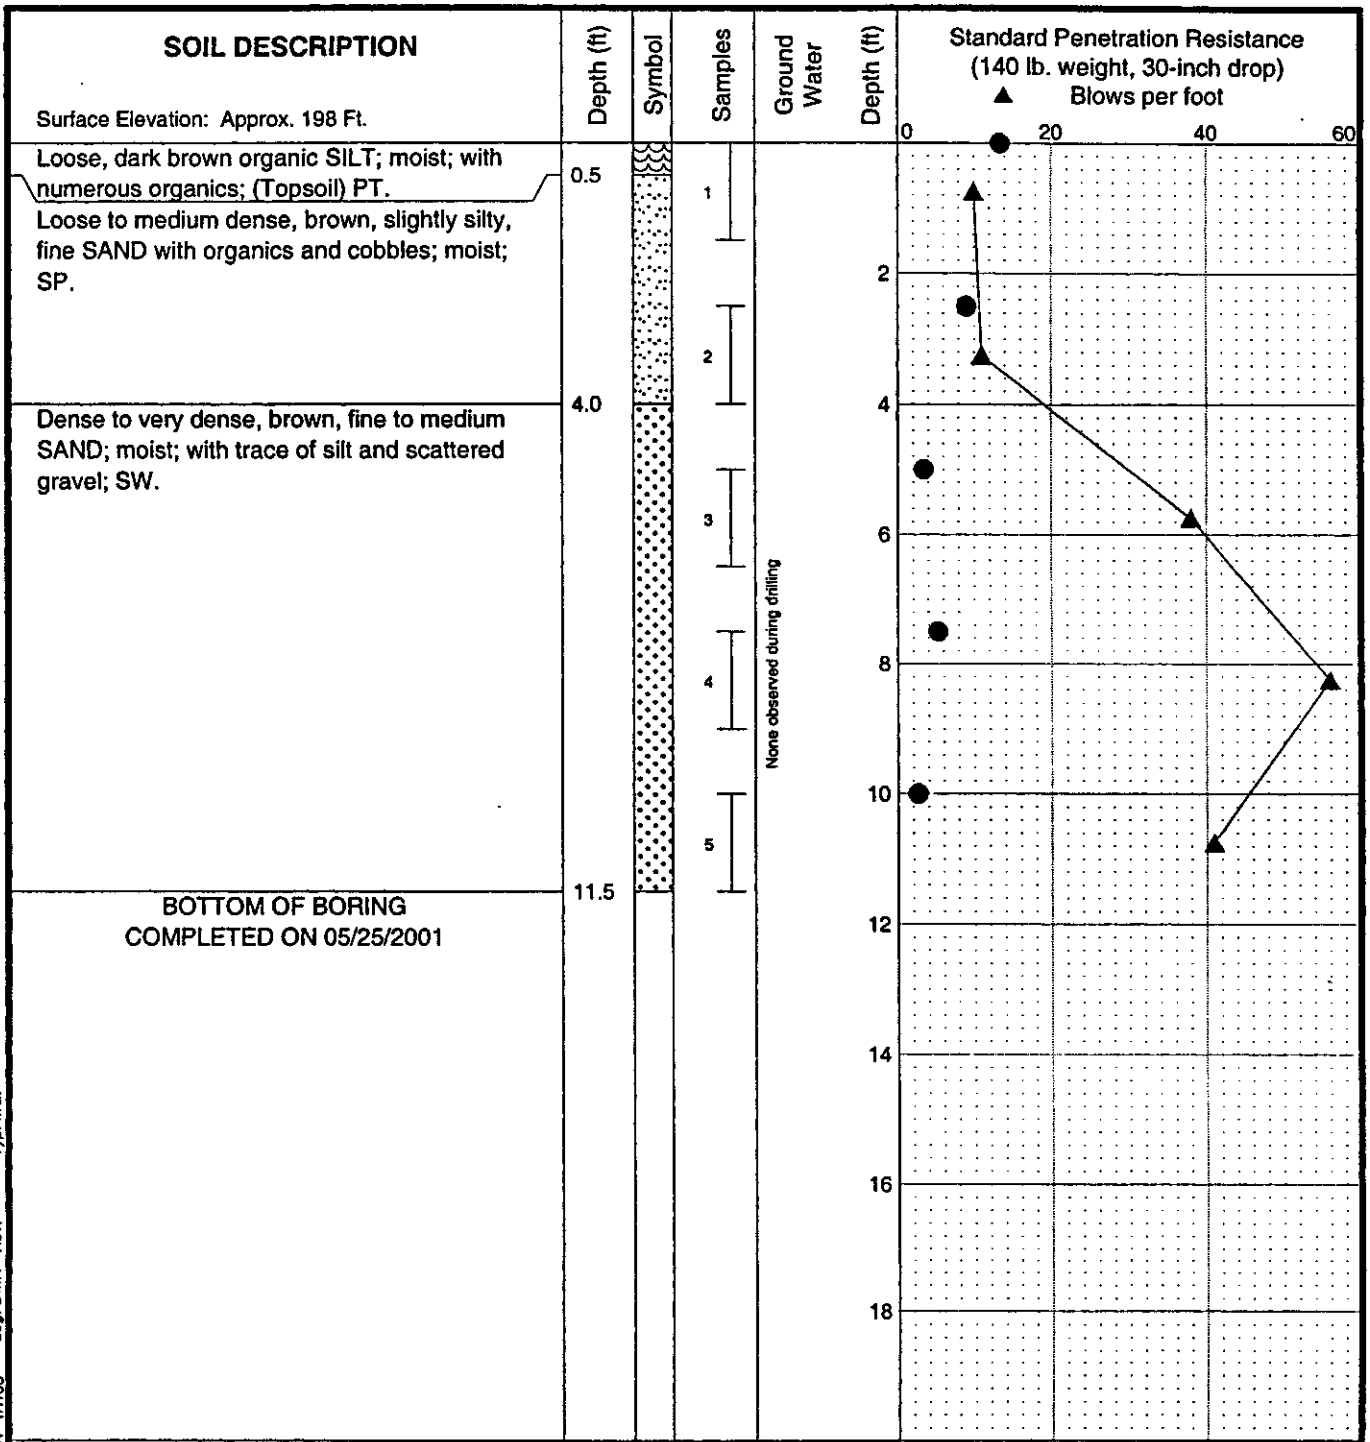 SOIL DESCRIPTION
Surface Elevation: Approx. 198 Ft.
Depth (ft)
Symbol
Samples
Ground
Water
Depth (ft)
Standard Penetration Resistance
(140 lb. weight, 30-inch drop)
▲ Blows per foot
0 20 40 60
Loose, dark brown organic SILT; moist; with
numerous organics; (Topsoil) PT.
0.5
Loose to medium dense, brown, slightly silty,
fine SAND with organics and cobbles; moist;
SP.
4.0
Dense to very dense, brown, fine to medium
SAND; moist; with trace of silt and scattered
gravel; SW.
11.5
BOTTOM OF BORING
COMPLETED ON 05/25/2001
1
2
3
4
5
None observed during drilling
2
4
6
8
10
12
14
16
18